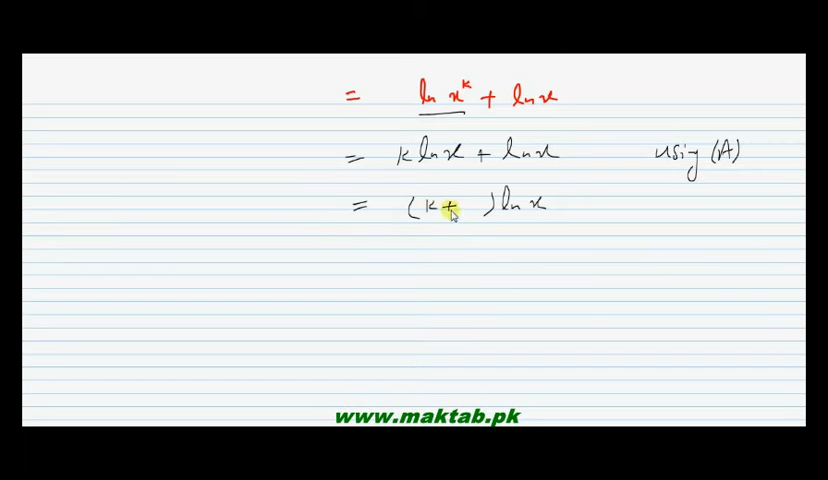 = ln x^k + ln x
= k ln x + ln x using (A)
= (k + ) ln x
www.maktab.pk